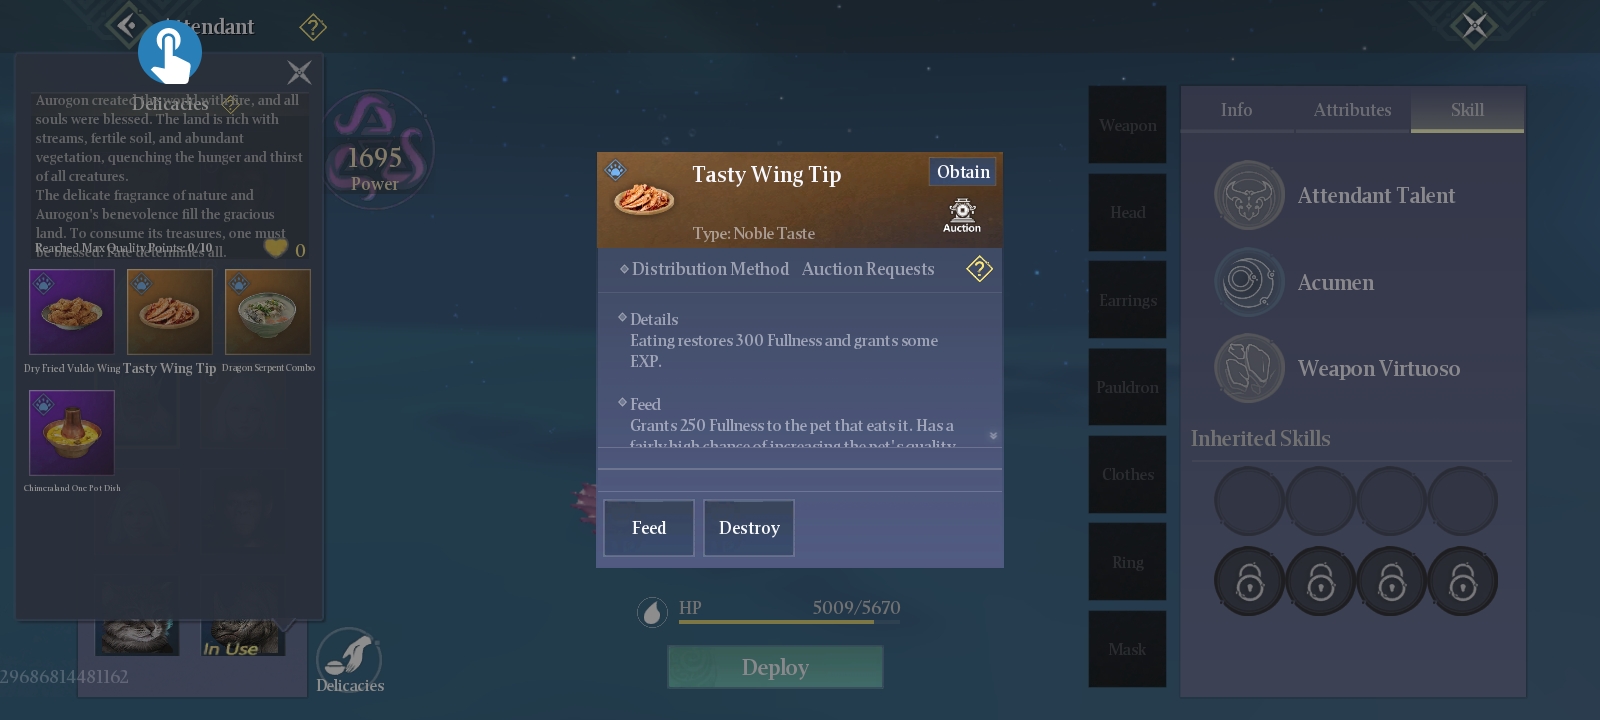 Attendant
?
Delicacies
?
Aurogon created the world with fire, and all
souls were blessed. The land is rich with
streams, fertile soil, and abundant
vegetation, quenching the hunger and thirst
of all creatures.
The delicate fragrance of nature and
Aurogon's benevolence fill the gracious
land. To consume its treasures, one must
be blessed. Fate determines all.
Reached Max Quality Points: 0/10
0
Dry Fried Vuldo Wing
Tasty Wing Tip
Dragon Serpent Combo
Chimeraland One Pot Dish
In Use
29686814481162
Delicacies
1695
Power
Tasty Wing Tip
Obtain
Auction
Type: Noble Taste
Distribution Method Auction Requests
?
Details
Eating restores 300 Fullness and grants some
EXP.
Feed
Grants 250 Fullness to the pet that eats it. Has a
fairly high chance of increasing the pet's quality
Feed
Destroy
HP 5009/5670
Deploy
Weapon
Head
Earrings
Pauldron
Clothes
Ring
Mask
Info
Attributes
Skill
Attendant Talent
Acumen
Weapon Virtuoso
Inherited Skills